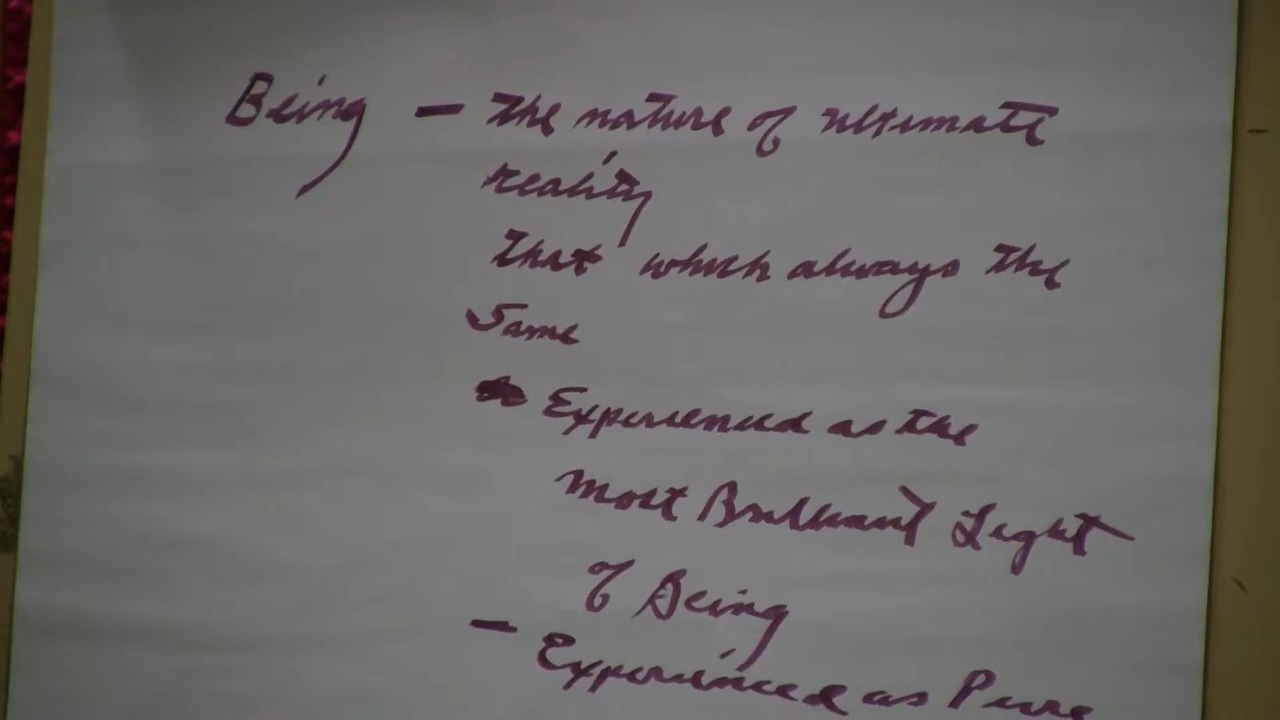 Being — the nature of ultimate
reality
that which always the
Same
Experienced as the
most Brilliant Light
of Being
— Experienced as Pure